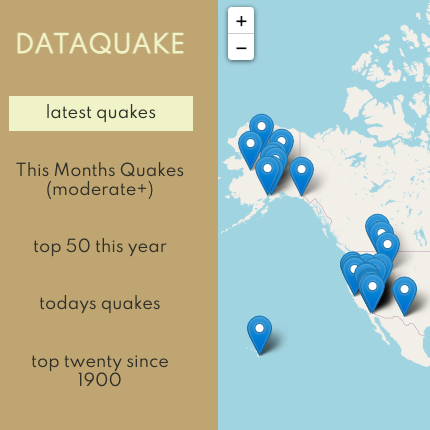 DATAQUAKE
latest quakes
This Months Quakes
(moderate+)
top 50 this year
todays quakes
top twenty since
1900
+
−